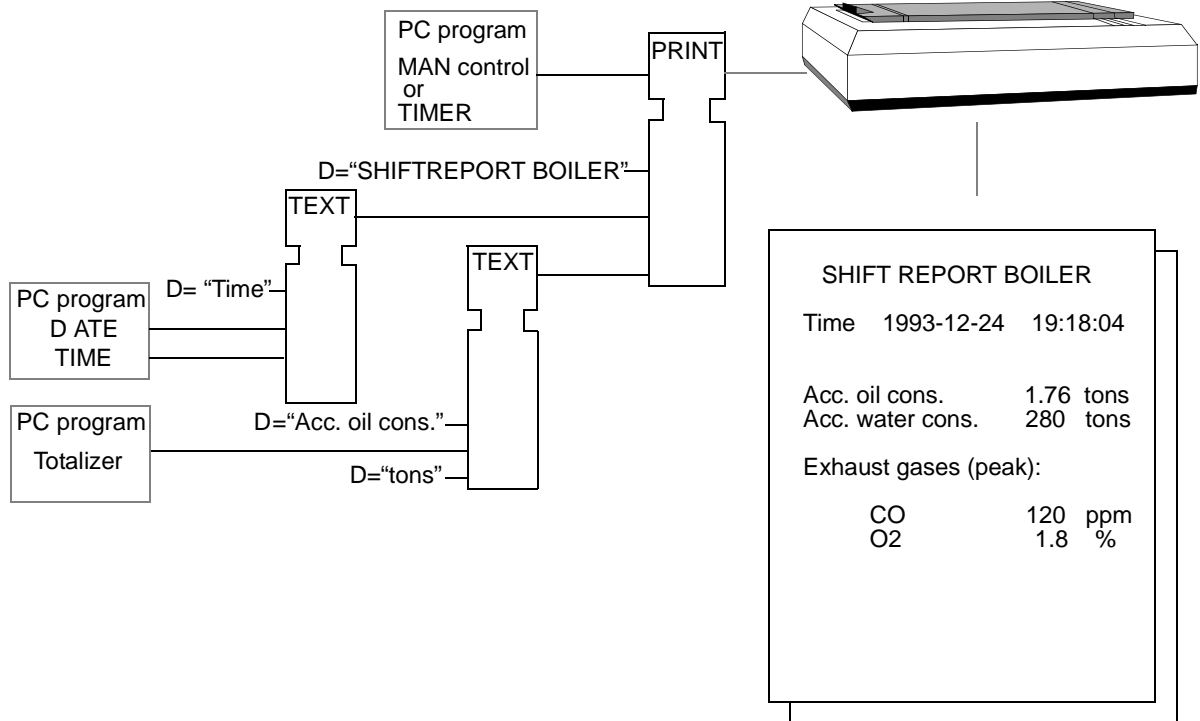 PC program
MAN control
or
TIMER
PRINT
D=“SHIFTREPORT BOILER”
TEXT
TEXT
D= “Time”
PC program
D ATE
TIME
D=“Acc. oil cons.”
PC program
Totalizer
D=“tons”
SHIFT REPORT BOILER
Time 1993-12-24 19:18:04
Acc. oil cons. 1.76 tons
Acc. water cons. 280 tons
Exhaust gases (peak):
CO 120 ppm
O2 1.8 %